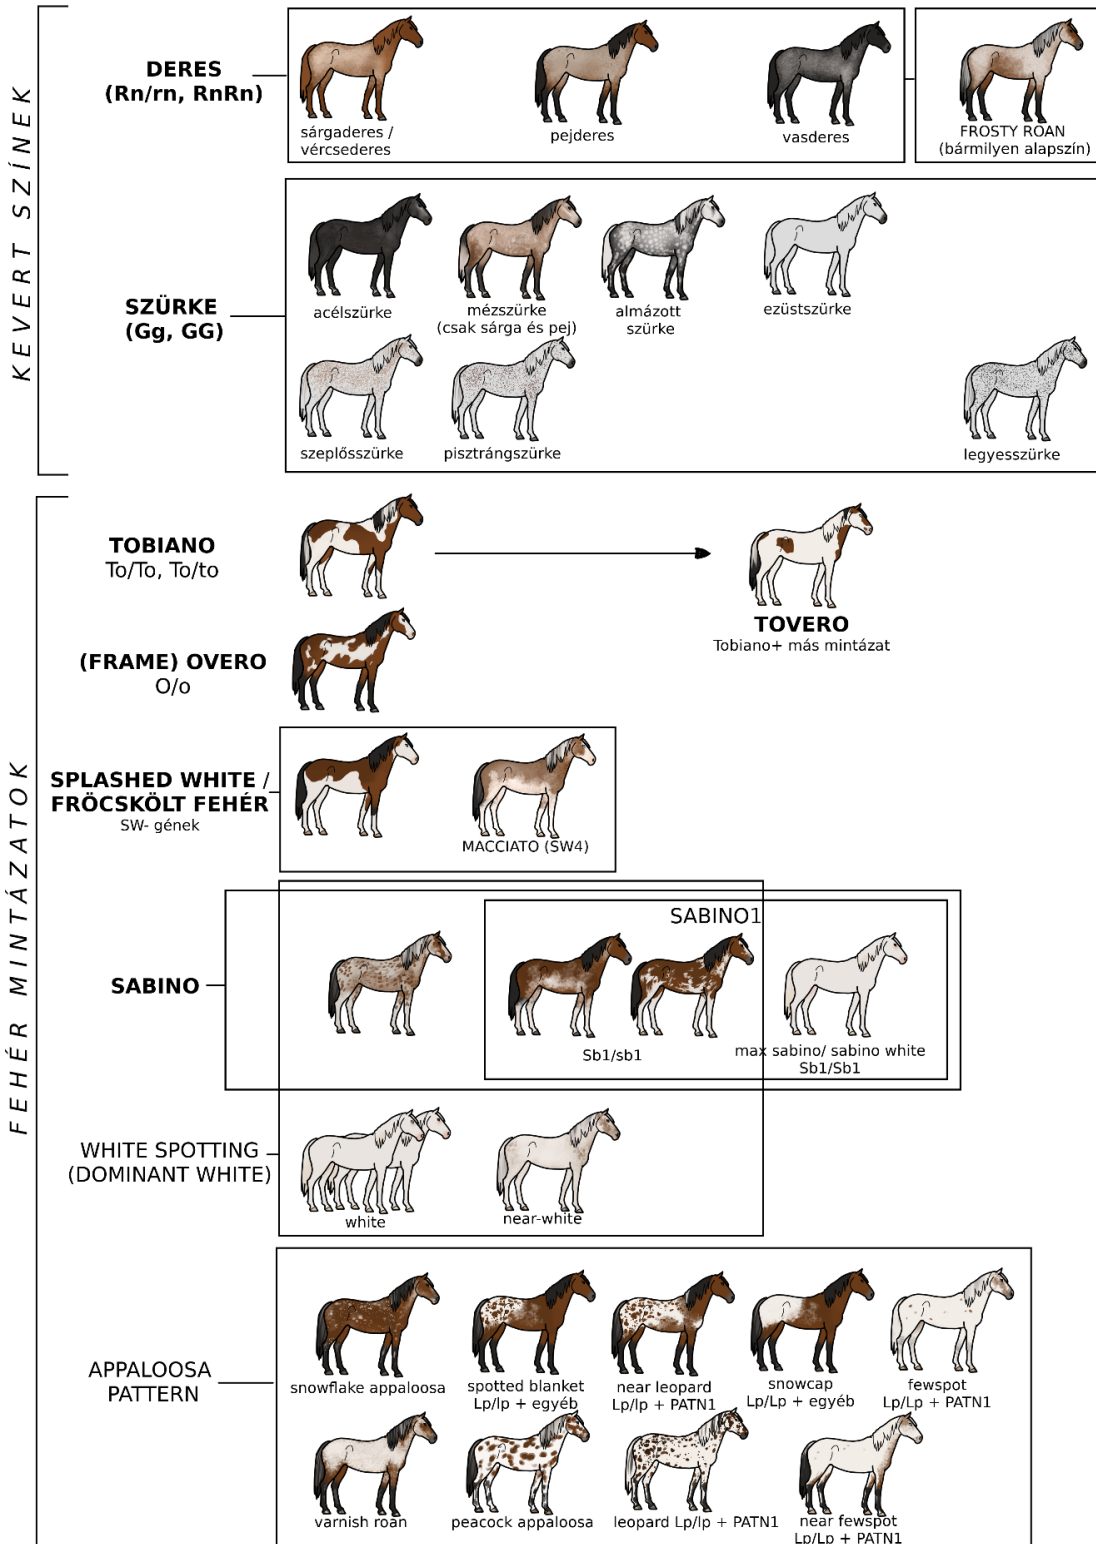 KEVERT SZÍNEK
DERES
(Rn/rn, RnRn)
sárgaderes /
vércsederes
pejderes
vasderes
FROSTY ROAN
(bármilyen alapszín)
SZÜRKE
(Gg, GG)
acélszürke
mézszürke
(csak sárga és pej)
almázott
szürke
ezüstszürke
szeplősszürke
pisztrángszürke
legyesszürke
FEHÉR MINTÁZATOK
TOBIANO
To/To, To/to
TOVERO
Tobiano+ más mintázat
(FRAME) OVERO
O/o
SPLASHED WHITE /
FRÖCSKÖLT FEHÉR
SW- gének
MACCIATO (SW4)
SABINO
SABINO1
Sb1/sb1
max sabino/ sabino white
Sb1/Sb1
WHITE SPOTTING
(DOMINANT WHITE)
white
near-white
APPALOOSA
PATTERN
snowflake appaloosa
spotted blanket
Lp/lp + egyéb
near leopard
Lp/lp + PATN1
snowcap
Lp/Lp + egyéb
fewspot
Lp/Lp + PATN1
varnish roan
peacock appaloosa
leopard Lp/lp + PATN1
near fewspot
Lp/Lp + PATN1